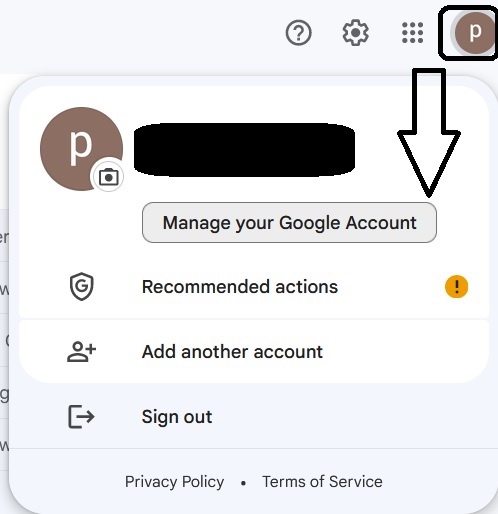 p
p
Manage your Google Account
Recommended actions
Add another account
Sign out
Privacy Policy • Terms of Service